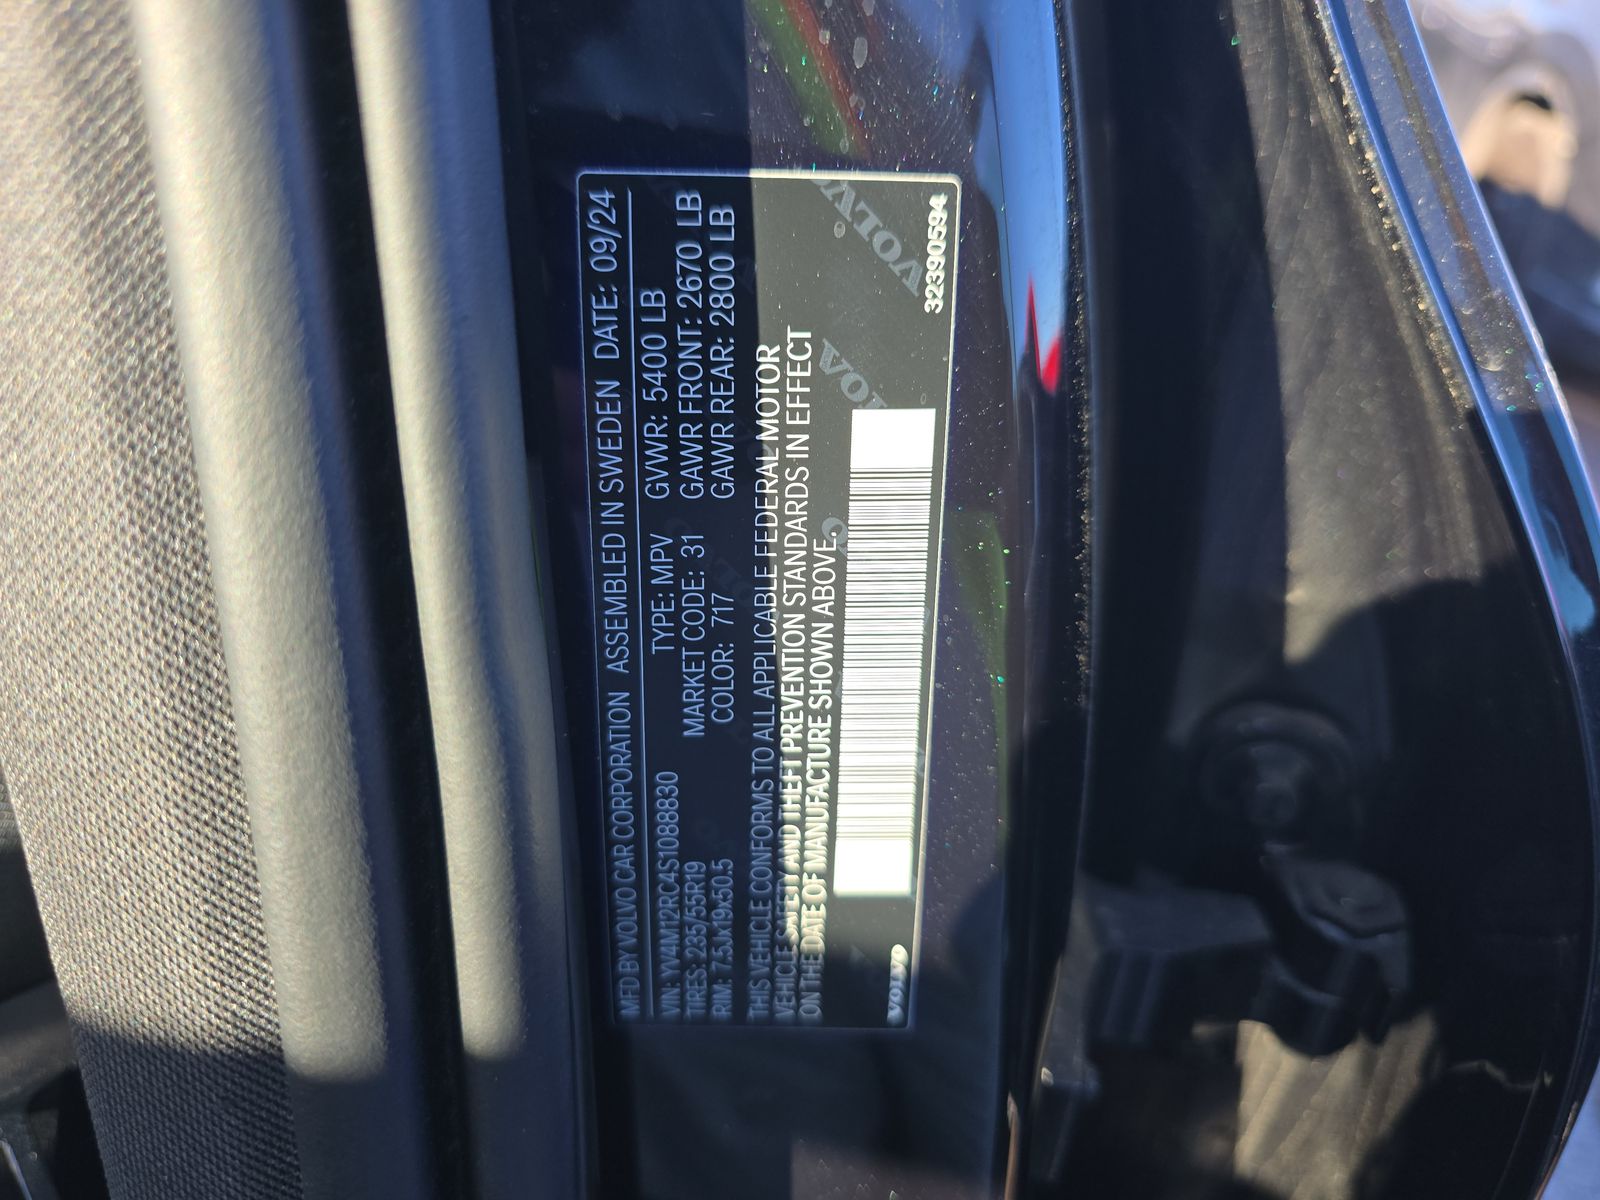 MFD BY VOLVO CAR CORPORATION ASSEMBLED IN SWEDEN DATE: 09/24
VIN: YV4M12RC4S1088830 TYPE: MPV GVWR: 5400 LB
TIRES: 235/55R19 MARKET CODE: 31 GAWR FRONT: 2670 LB
RIM: 7.5Jx19x50.5 COLOR: 717 GAWR REAR: 2800 LB
THIS VEHICLE CONFORMS TO ALL APPLICABLE FEDERAL MOTOR
VEHICLE SAFETY AND THEFT PREVENTION STANDARDS IN EFFECT
ON THE DATE OF MANUFACTURE SHOWN ABOVE.
VOLVO 32390594